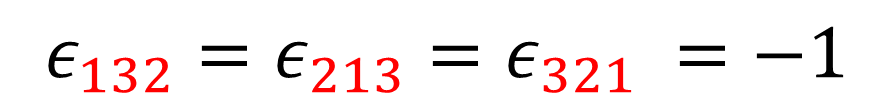 ϵ₁₃₂ = ϵ₂₁₃ = ϵ₃₂₁ = −1